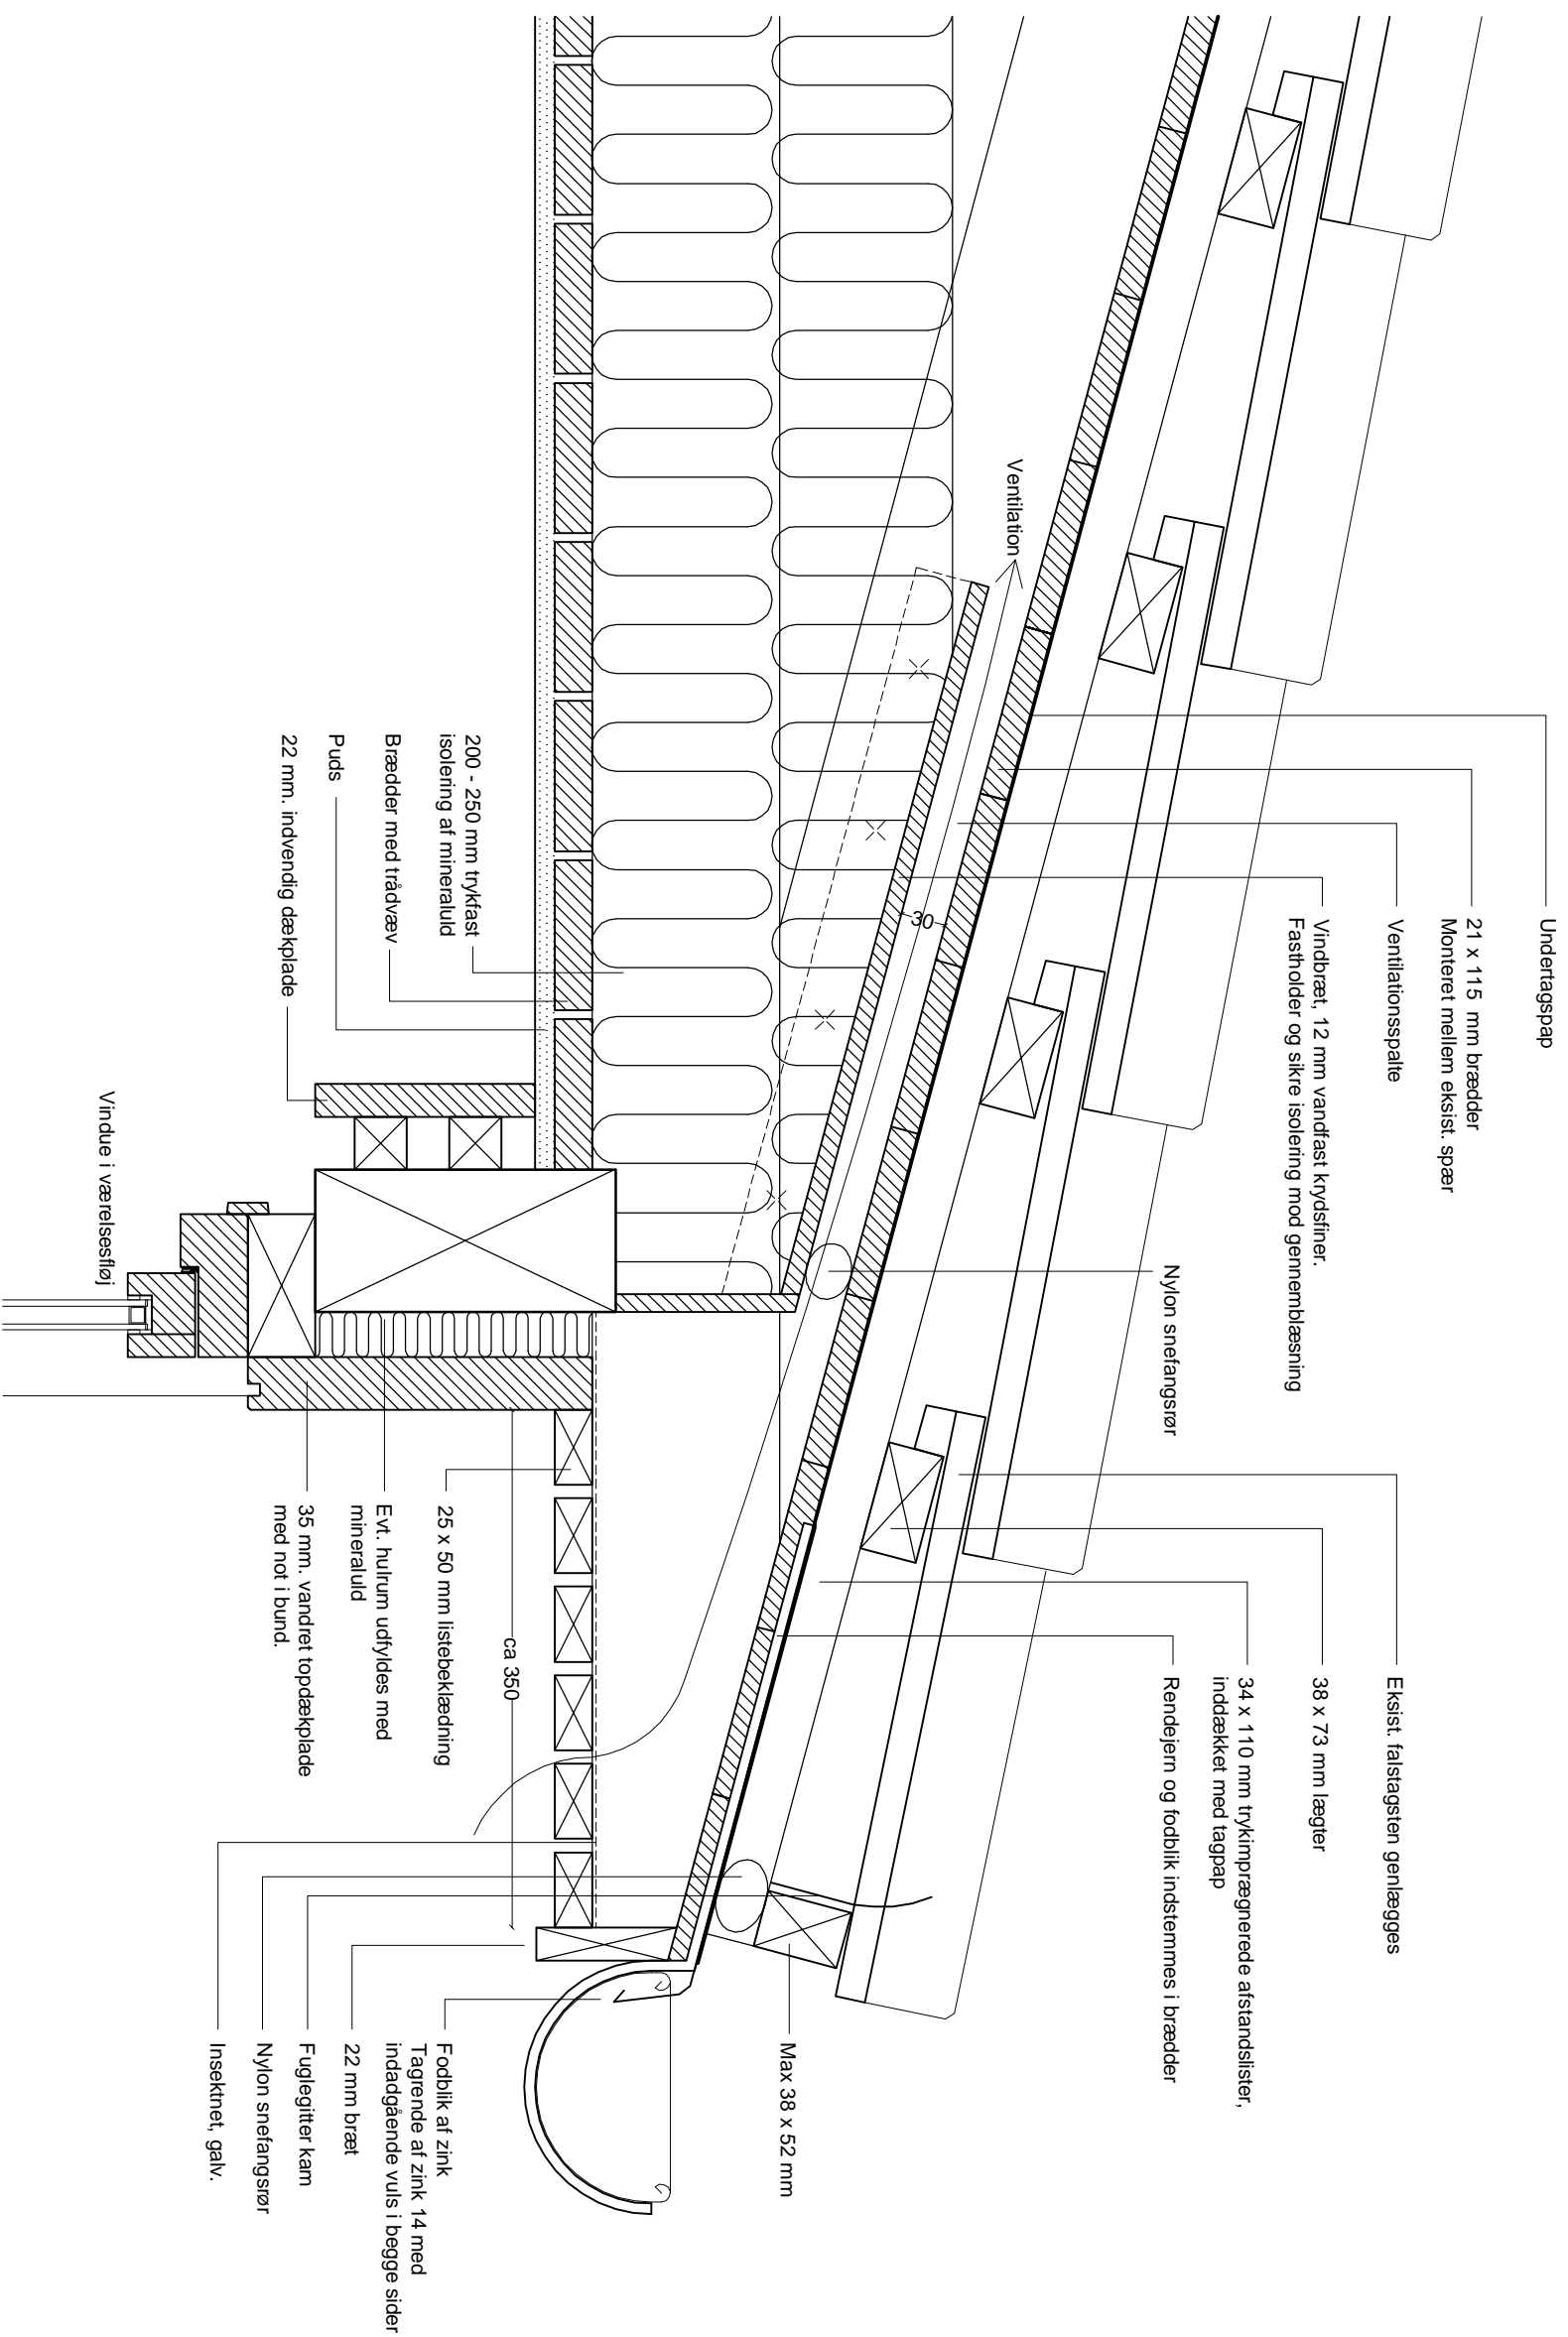 Undertagspap
21 x 115 mm brædder
Monteret mellem eksist. spær
Ventilationsspalte
Vindbræt, 12 mm vandfast krydsfiner.
Fastholder og sikre isolering mod gennemblæsning
Nylon snefangsrør
Eksist. falstagsten genlægges
38 x 73 mm lægter
34 x 110 mm trykimprægnerede afstandslister,
inddækket med tagpap
Rendejern og fodblik indstemmes i brædder
Max 38 x 52 mm
Ventilation
30
200 - 250 mm trykfast
isolering af mineraluld
Brædder med trådvæv
Puds
22 mm. indvendig dækplade
Vindue i værelsesfløj
ca 350
25 x 50 mm listebeklædning
Evt. hulrum udfyldes med
mineraluld
35 mm. vandret topdækplade
med not i bund.
Fodblik af zink
Tagrende af zink 14 med
indadgående vuls i begge sider
22 mm bræt
Fuglegitter kam
Nylon snefangsrør
Insektnet, galv.